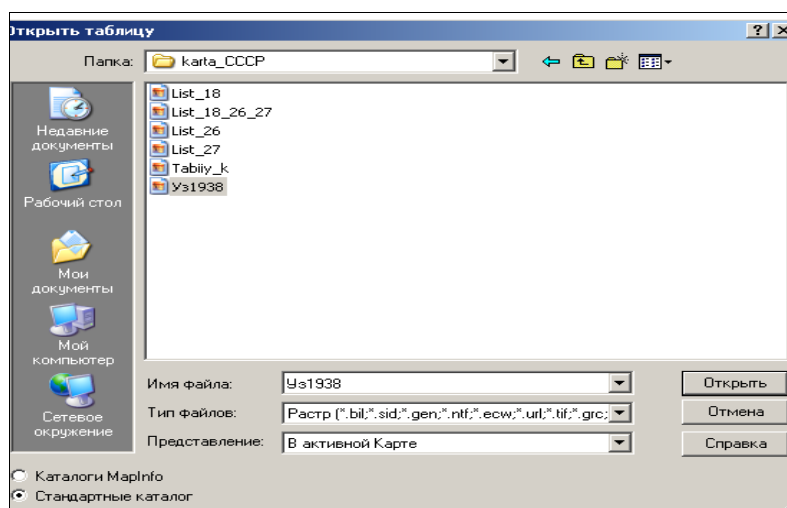 Открыть таблицу
Папка: karta_СССР
List_18
List_18_26_27
List_26
List_27
Tabiiy_k
Уз1938
Недавние
документы
Рабочий стол
Мои
документы
Мой
компьютер
Сетевое
окружение
Имя файла: Уз1938 Открыть
Тип файлов: Растр (*.bil;*.sid;*.gen;*.ntf;*.ecw;*.url;*.tif;*.grc; Отмена
Представление: В активной Карте Справка
Каталоги MapInfo
Стандартные каталог